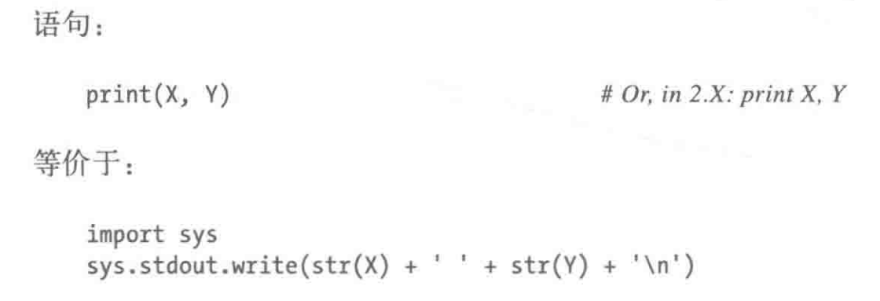 语句：
print(X, Y) # Or, in 2.X: print X, Y
等价于：
import sys
sys.stdout.write(str(X) + ' ' + str(Y) + '\n')